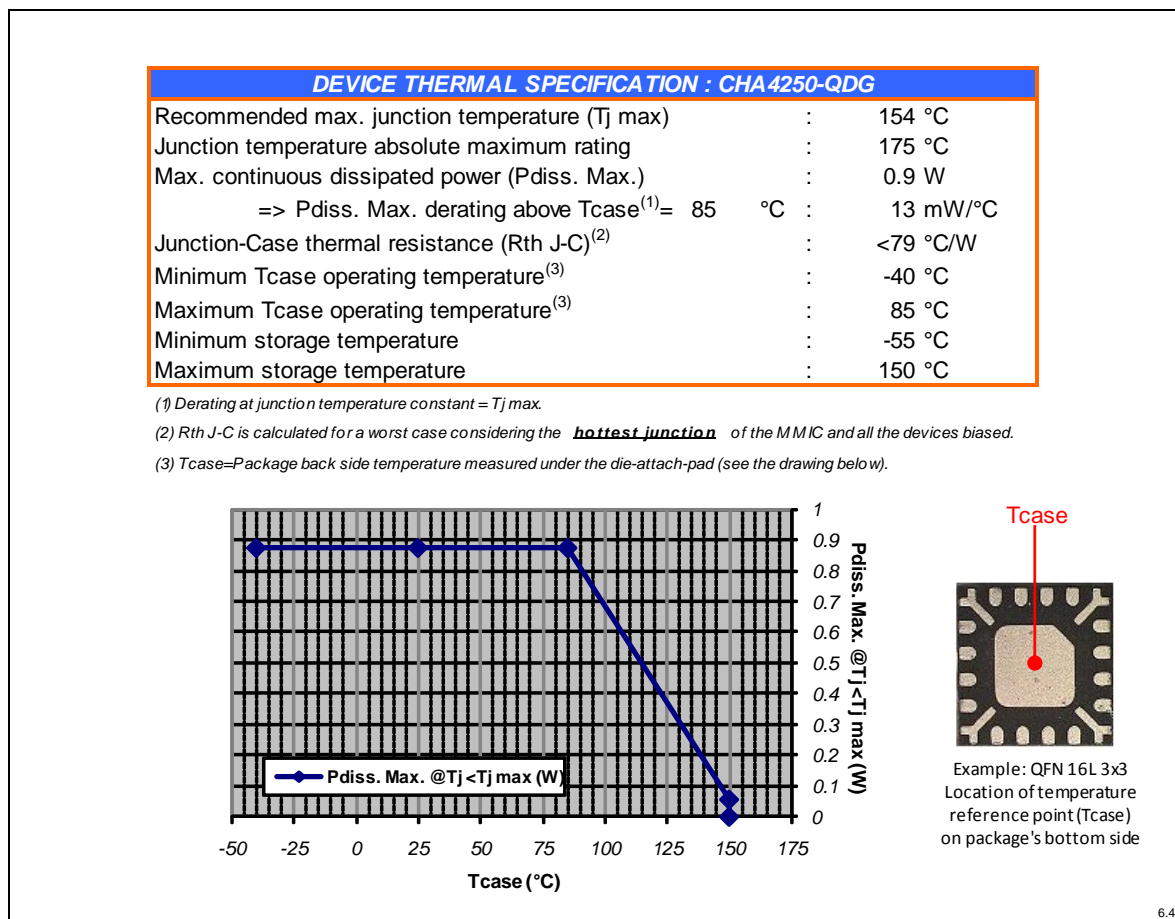 DEVICE THERMAL SPECIFICATION : CHA4250-QDG
Recommended max. junction temperature (Tj max) : 154 °C
Junction temperature absolute maximum rating : 175 °C
Max. continuous dissipated power (Pdiss. Max.) : 0.9 W
=> Pdiss. Max. derating above Tcase(1)= 85 °C : 13 mW/°C
Junction-Case thermal resistance (Rth J-C)(2) : <79 °C/W
Minimum Tcase operating temperature(3) : -40 °C
Maximum Tcase operating temperature(3) : 85 °C
Minimum storage temperature : -55 °C
Maximum storage temperature : 150 °C
(1) Derating at junction temperature constant = Tj max.
(2) Rth J-C is calculated for a worst case considering the hottest junction of the MMIC and all the devices biased.
(3) Tcase=Package back side temperature measured under the die-attach-pad (see the drawing below).
1
0.9
0.8
0.7
0.6
0.5
0.4
0.3
0.2
0.1
0
Pdiss. Max. @Tj <Tj max (W)
Pdiss. Max. @Tj <Tj max (W)
-50 -25 0 25 50 75 100 125 150 175
Tcase (°C)
Tcase
Example: QFN 16L 3x3
Location of temperature
reference point (Tcase)
on package's bottom side
6.4